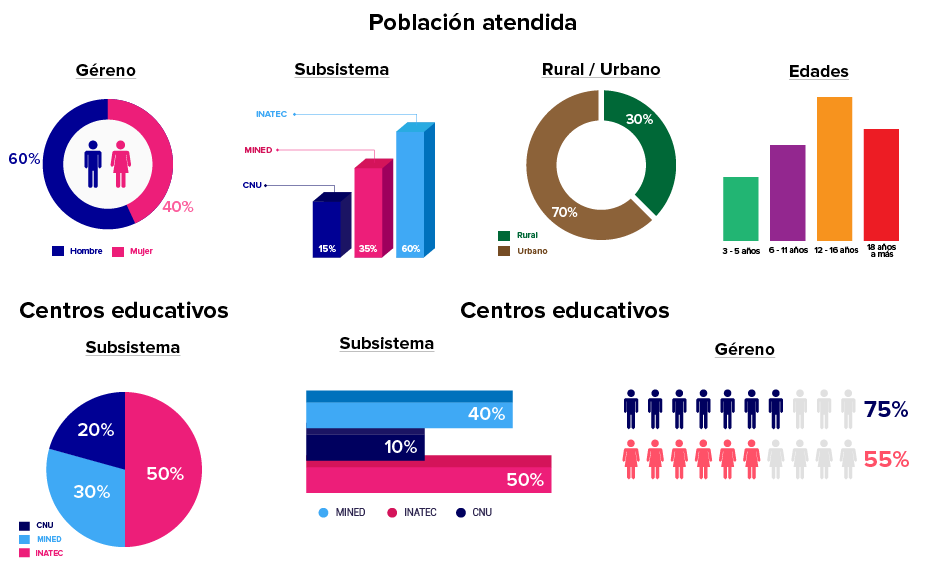 Población atendida
Géreno
60%
40%
Hombre
Mujer
Subsistema
INATEC
MINED
CNU
15%
35%
60%
Rural / Urbano
30%
70%
Rural
Urbano
Edades
3 - 5 años
6 - 11 años
12 - 16 años
18 años
a más
Centros educativos
Subsistema
20%
50%
30%
CNU
MINED
INATEC
Centros educativos
Subsistema
40%
10%
50%
MINED
INATEC
CNU
Géreno
75%
55%